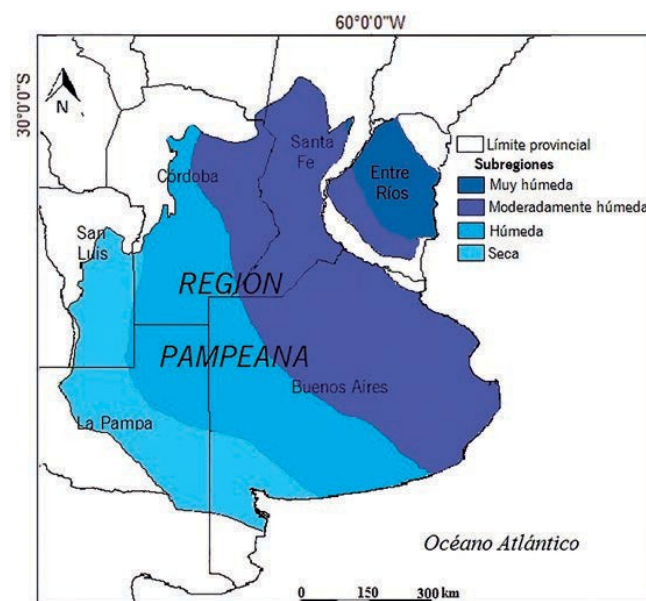 60°0'0"W
30°0'0"S
N
Santa
Fe
Entre
Ríos
Córdoba
San
Luis
REGIÓN
PAMPEANA
Buenos Aires
La Pampa
Límite provincial
Subregiones
Muy húmeda
Moderadamente húmeda
Húmeda
Seca
Océano Atlántico
0 150 300 km